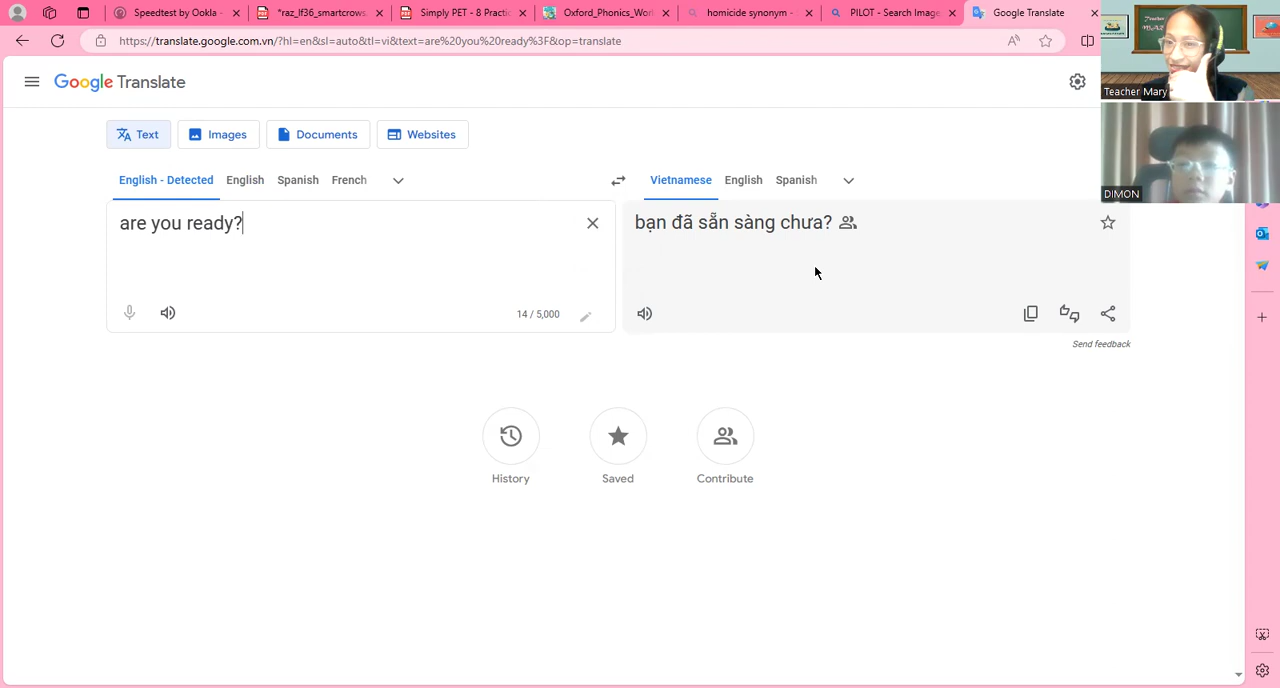 Speedtest by Ookla -
*raz_lf36_smartcrows.
Simply PET - 8 Practic
Oxford_Phonics_Worl
homicide synonym -
PILOT - Search Image
Google Translate
https://translate.google.com.vn/?hl=en&sl=auto&tl=vi&text=are%20you%20ready%3F&op=translate
Google Translate
Teacher Mary
Text
Images
Documents
Websites
English - Detected
English
Spanish
French
Vietnamese
English
Spanish
DIMON
are you ready?
bạn đã sẵn sàng chưa?
14 / 5,000
Send feedback
History
Saved
Contribute